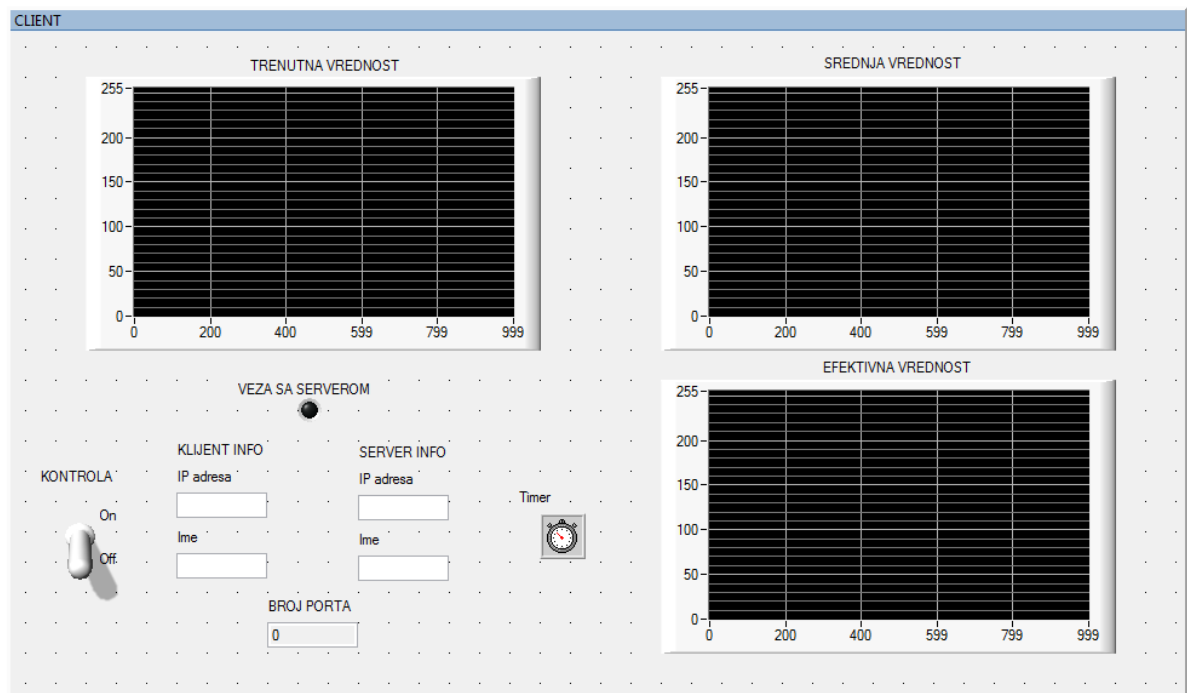 CLIENT
TRENUTNA VREDNOST
255
200
150
100
50
0
0 200 400 599 799 999
SREDNJA VREDNOST
255
200
150
100
50
0
0 200 400 599 799 999
VEZA SA SERVEROM
KONTROLA
On
Off
KLIJENT INFO
IP adresa
Ime
SERVER INFO
IP adresa
Ime
BROJ PORTA
0
Timer
EFEKTIVNA VREDNOST
255
200
150
100
50
0
0 200 400 599 799 999